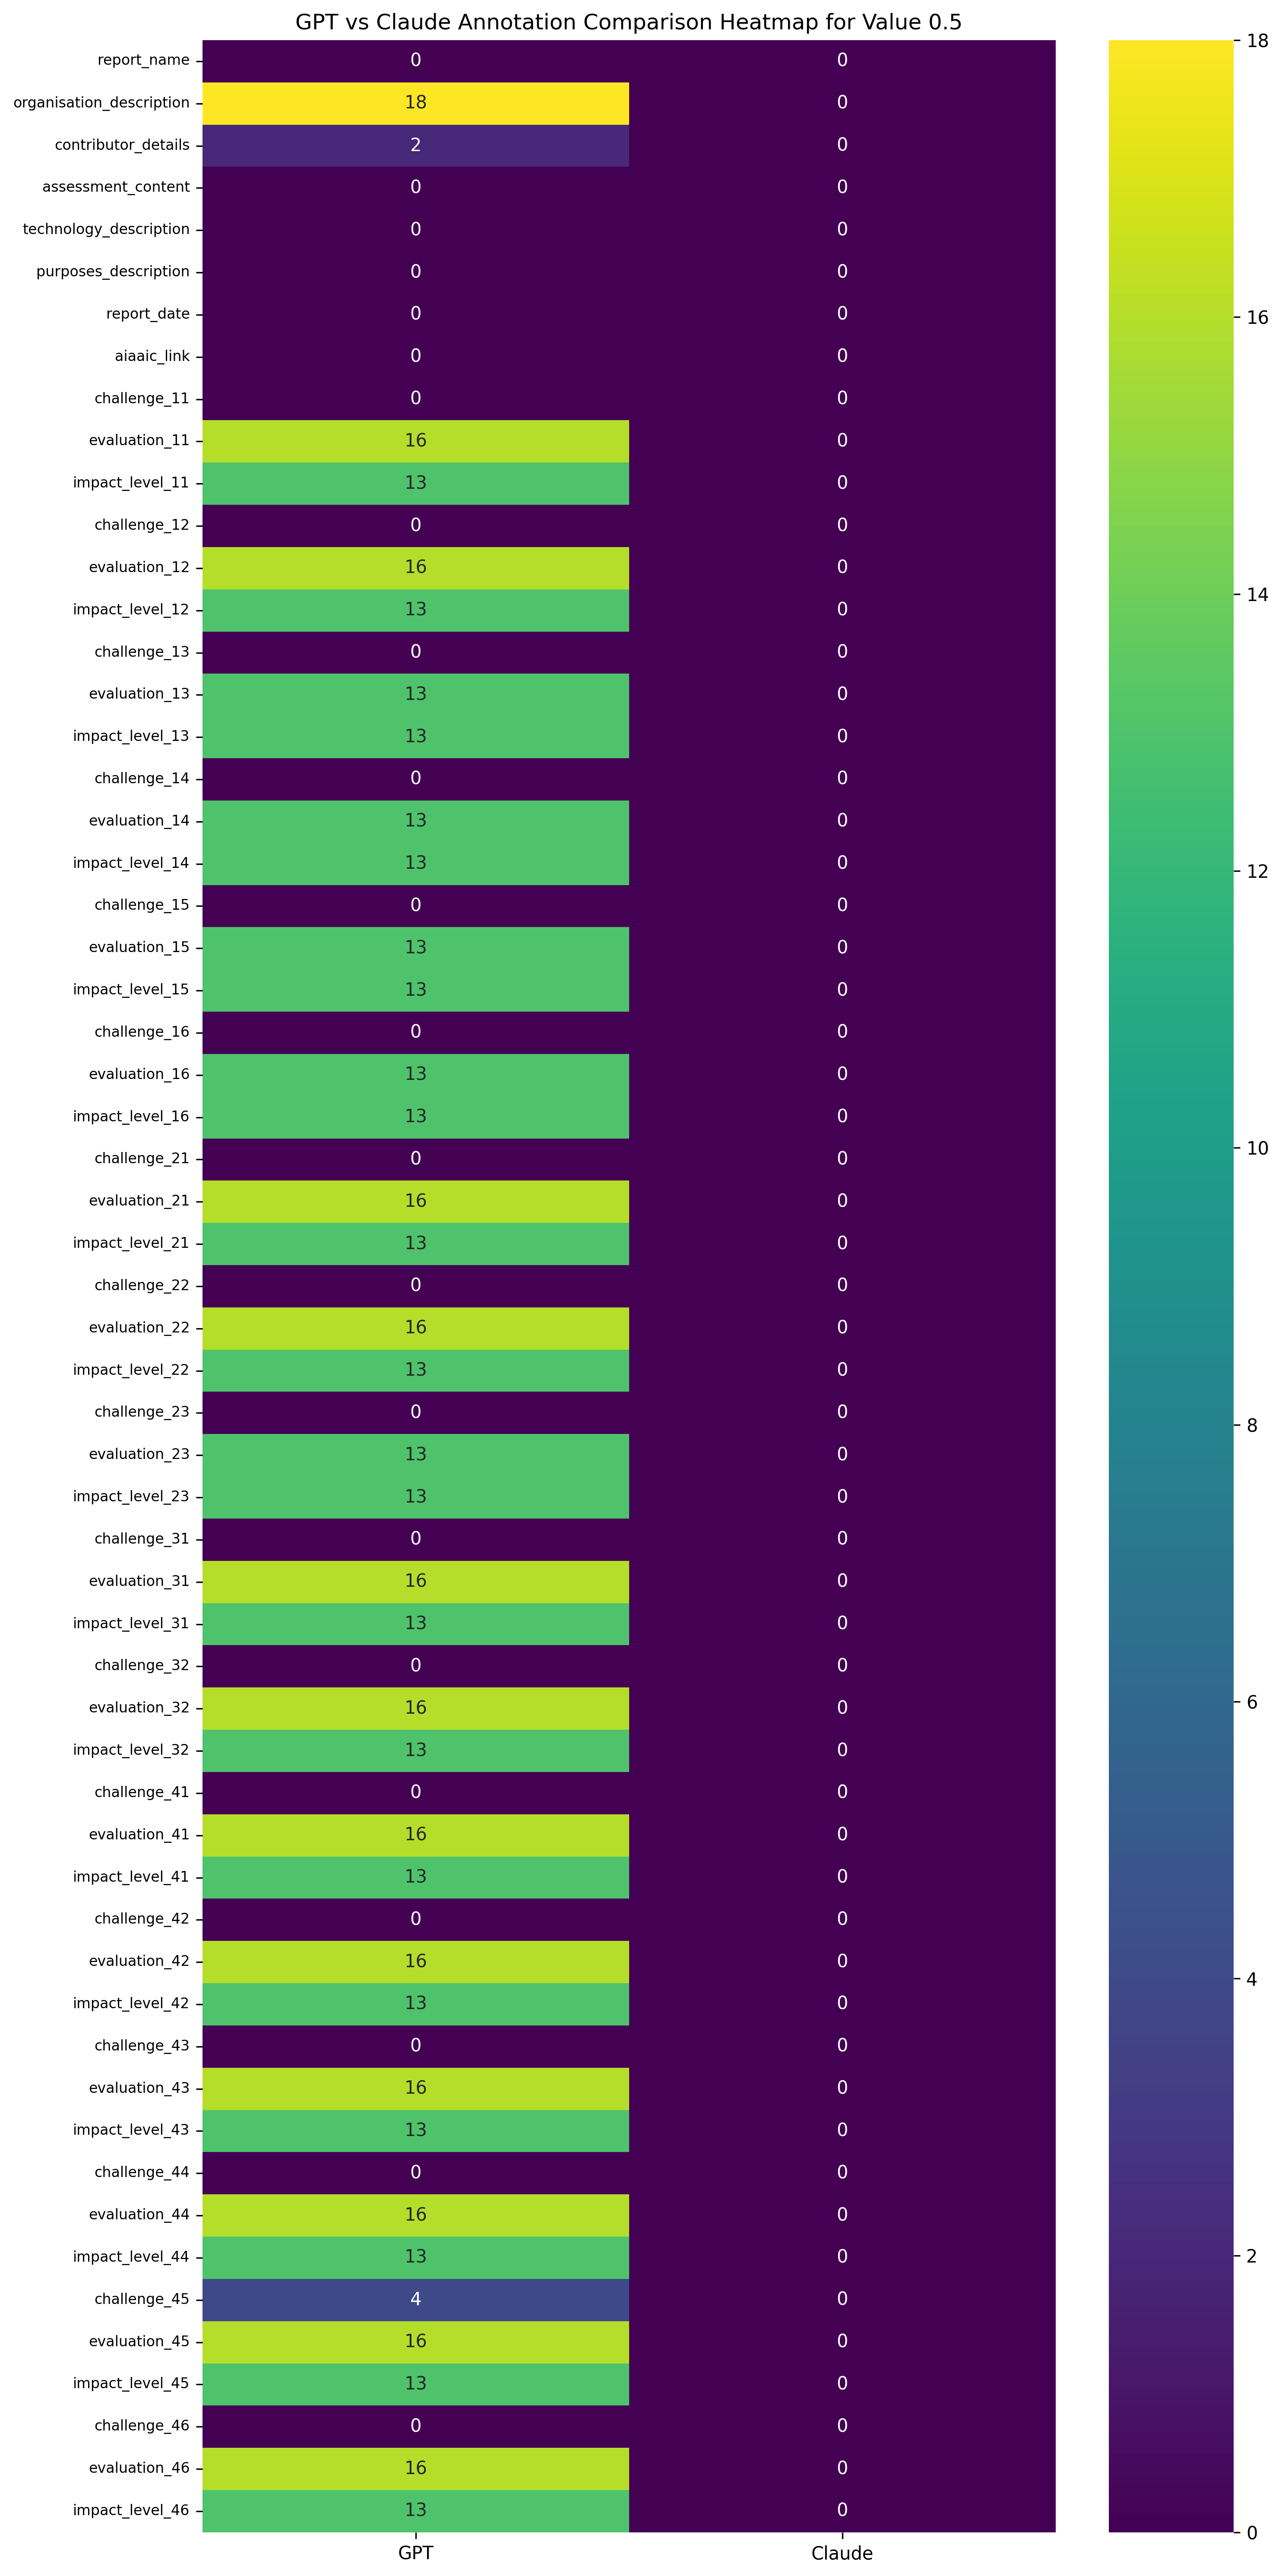 GPT vs Claude Annotation Comparison Heatmap for Value 0.5
report_name 0 0
organisation_description 18 0
contributor_details 2 0
assessment_content 0 0
technology_description 0 0
purposes_description 0 0
report_date 0 0
aiaaic_link 0 0
challenge_11 0 0
evaluation_11 16 0
impact_level_11 13 0
challenge_12 0 0
evaluation_12 16 0
impact_level_12 13 0
challenge_13 0 0
evaluation_13 13 0
impact_level_13 13 0
challenge_14 0 0
evaluation_14 13 0
impact_level_14 13 0
challenge_15 0 0
evaluation_15 13 0
impact_level_15 13 0
challenge_16 0 0
evaluation_16 13 0
impact_level_16 13 0
challenge_21 0 0
evaluation_21 16 0
impact_level_21 13 0
challenge_22 0 0
evaluation_22 16 0
impact_level_22 13 0
challenge_23 0 0
evaluation_23 13 0
impact_level_23 13 0
challenge_31 0 0
evaluation_31 16 0
impact_level_31 13 0
challenge_32 0 0
evaluation_32 16 0
impact_level_32 13 0
challenge_41 0 0
evaluation_41 16 0
impact_level_41 13 0
challenge_42 0 0
evaluation_42 16 0
impact_level_42 13 0
challenge_43 0 0
evaluation_43 16 0
impact_level_43 13 0
challenge_44 0 0
evaluation_44 16 0
impact_level_44 13 0
challenge_45 4 0
evaluation_45 16 0
impact_level_45 13 0
challenge_46 0 0
evaluation_46 16 0
impact_level_46 13 0
GPT Claude
18
16
14
12
10
8
6
4
2
0